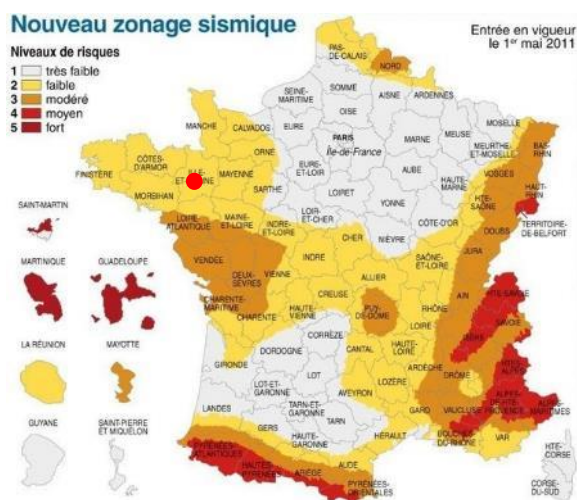 Nouveau zonage sismique
Entrée en vigueur
le 1er mai 2011
Niveaux de risques
1 très faible
2 faible
3 modéré
4 moyen
5 fort
PAS-
DE-CALAIS
NORD
SOMME
SEINE-
MARITIME
AISNE
ARDENNES
OISE
MANCHE
CALVADOS
EURE
PARIS
Île-de-France
MARNE
MEUSE
MOSELLE
MEURTHE-
ET-MOSELLE
BAS-
RHIN
ORNE
CÔTES-
D'ARMOR
FINISTÈRE
MAYENNE
MORBIHAN
SARTHE
EURE-
ET-LOIR
AUBE
HAUTE-
MARNE
VOSGES
HAUT-
RHIN
LOIRET
YONNE
HTE-
SAÔNE
TERRITOIRE-
DE-BELFORT
LOIR-
ET-CHER
CÔTE-D'OR
DOUBS
LOIRE-
ATLANTIQUE
MAINE-
ET-LOIRE
INDRE-
ET-LOIRE
CHER
NIÈVRE
JURA
SAÔNE-
ET-LOIRE
VENDÉE
DEUX-
SÈVRES
VIENNE
INDRE
ALLIER
AIN
HTE-SAVOIE
CHARENTE-
MARITIME
CHARENTE
HAUTE-
VIENNE
CREUSE
PUY-
DE-DÔME
RHÔNE
LOIRE
SAVOIE
ISÈRE
CORRÈZE
CANTAL
HAUTE-
LOIRE
DORDOGNE
GIRONDE
LOT
LOT-ET-
GARONNE
AVEYRON
LOZÈRE
ARDÈCHE
DRÔME
HTES-
ALPES
TARN-ET-
GARONNE
TARN
GARD
VAUCLUSE
ALPES-
DE-HTE-
PROVENCE
ALPES-
MARITIMES
LANDES
GERS
HAUTE-
GARONNE
HÉRAULT
BOUCHES-
DU-RHÔNE
VAR
PYRÉNÉES-
ATLANTIQUES
HAUTES-
PYRÉNÉES
ARIÈGE
AUDE
PYRÉNÉES-
ORIENTALES
HTE-
CORSE
CORSE-
DU-SUD
SAINT-MARTIN
MARTINIQUE
GUADELOUPE
LA RÉUNION
MAYOTTE
GUYANE
SAINT-PIERRE
ET MIQUELON